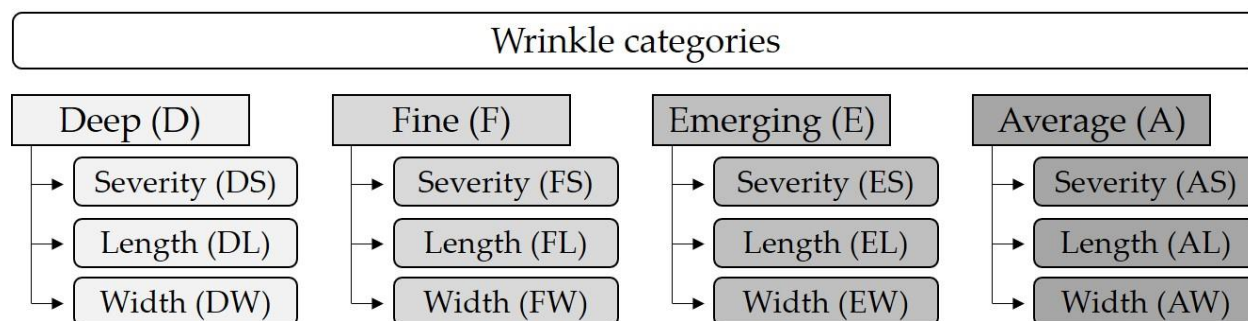 Wrinkle categories
Deep (D)
Severity (DS)
Length (DL)
Width (DW)
Fine (F)
Severity (FS)
Length (FL)
Width (FW)
Emerging (E)
Severity (ES)
Length (EL)
Width (EW)
Average (A)
Severity (AS)
Length (AL)
Width (AW)